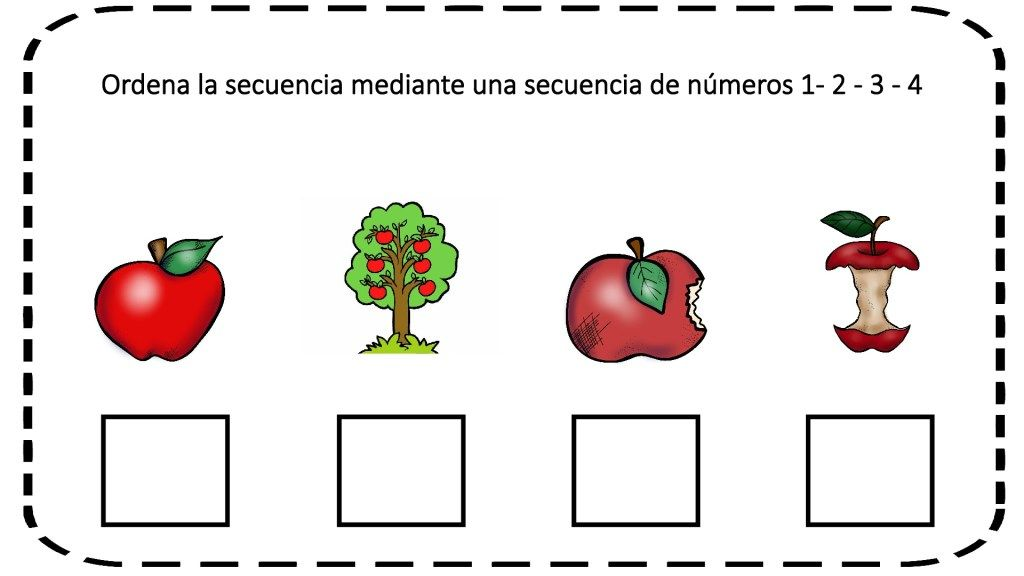 Ordena la secuencia mediante una secuencia de números 1- 2 - 3 - 4